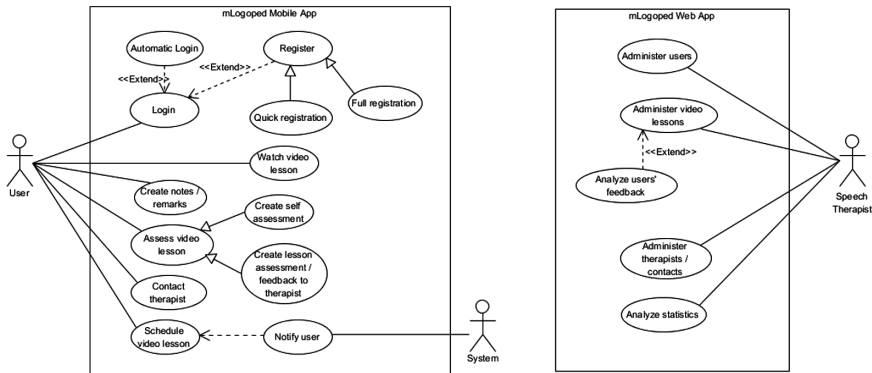 mLogoped Mobile App
Automatic Login
Register
<<Extend>>
<<Extend>>
Login
Quick registration
Full registration
User
Watch video
lesson
Create notes /
remarks
Create self
assessment
Assess video
lesson
Create lesson
assessment /
feedback to
therapist
Contact
therapist
Schedule
video lesson
Notify user
System
mLogoped Web App
Administer users
Administer video
lessons
<<Extend>>
Analyze users'
feedback
Speech
Therapist
Administer
therapists /
contacts
Analyze statistics